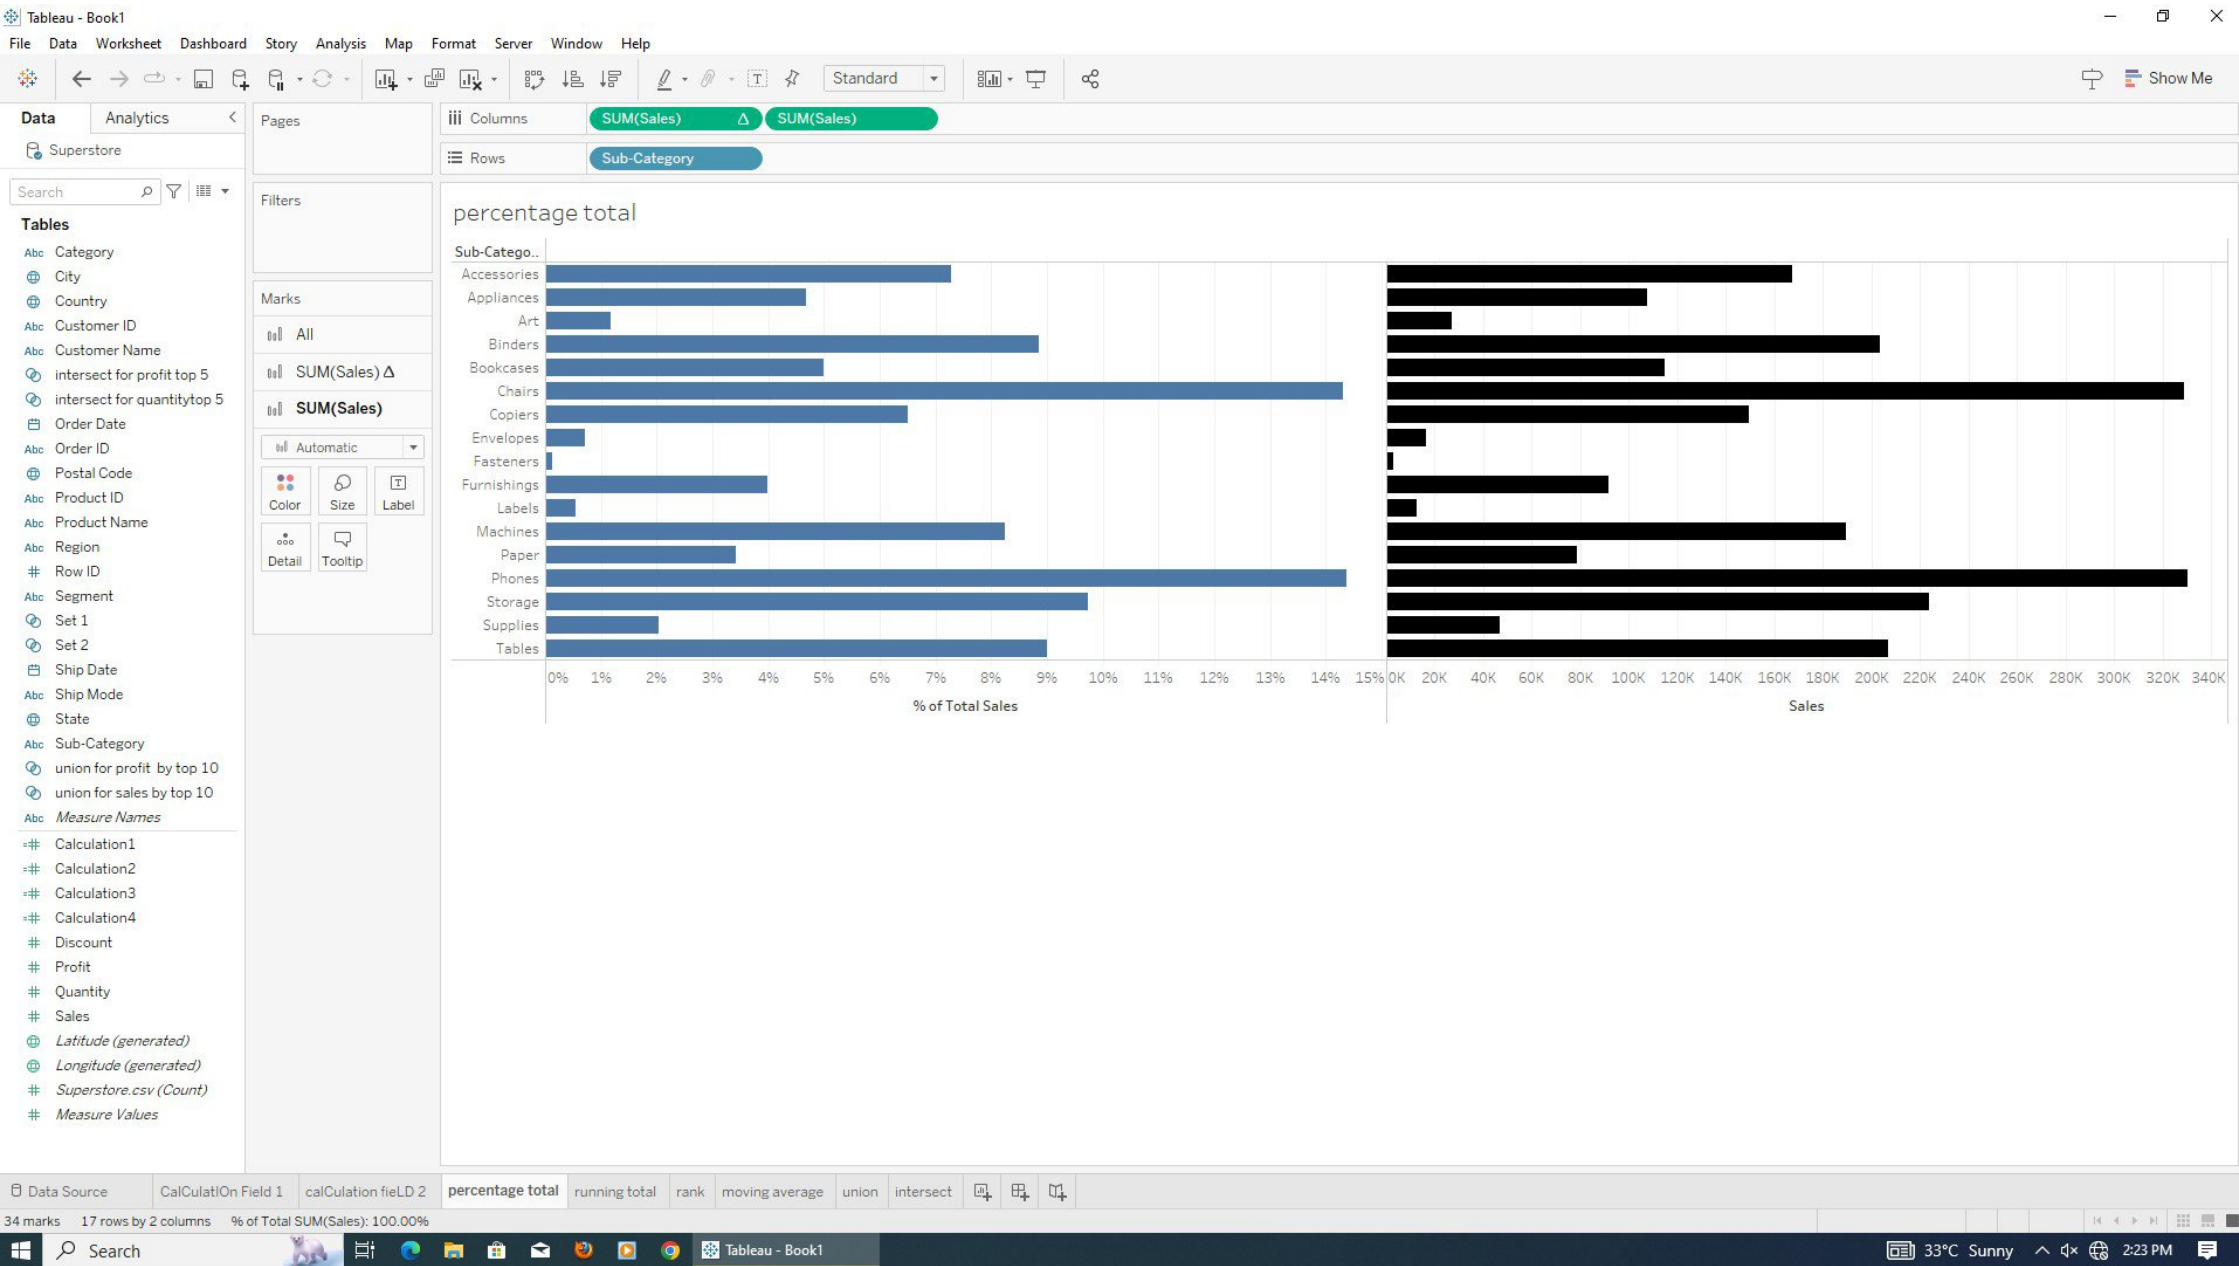 Tableau - Book1
File Data Worksheet Dashboard Story Analysis Map Format Server Window Help
Standard
Show Me
Data Analytics
Superstore
Search
Tables
Abc Category
City
Country
Abc Customer ID
Abc Customer Name
intersect for profit top 5
intersect for quantitytop 5
Order Date
Abc Order ID
Postal Code
Abc Product ID
Abc Product Name
Abc Region
# Row ID
Abc Segment
Set 1
Set 2
Ship Date
Abc Ship Mode
State
Abc Sub-Category
union for profit by top 10
union for sales by top 10
Abc Measure Names
=# Calculation1
=# Calculation2
=# Calculation3
=# Calculation4
# Discount
# Profit
# Quantity
# Sales
Latitude (generated)
Longitude (generated)
# Superstore.csv (Count)
# Measure Values
Pages
Filters
Marks
All
SUM(Sales) Δ
SUM(Sales)
Automatic
Color Size Label
Detail Tooltip
Columns SUM(Sales) Δ SUM(Sales)
Rows Sub-Category
percentage total
Sub-Catego..
Accessories
Appliances
Art
Binders
Bookcases
Chairs
Copiers
Envelopes
Fasteners
Furnishings
Labels
Machines
Paper
Phones
Storage
Supplies
Tables
0% 1% 2% 3% 4% 5% 6% 7% 8% 9% 10% 11% 12% 13% 14% 15% 0K 20K 40K 60K 80K 100K 120K 140K 160K 180K 200K 220K 240K 260K 280K 300K 320K 340K
% of Total Sales Sales
Data Source CalCulatIOn Field 1 calCulation fieLD 2 percentage total running total rank moving average union intersect
34 marks 17 rows by 2 columns % of Total SUM(Sales): 100.00%
Search Tableau - Book1 33°C Sunny 2:23 PM